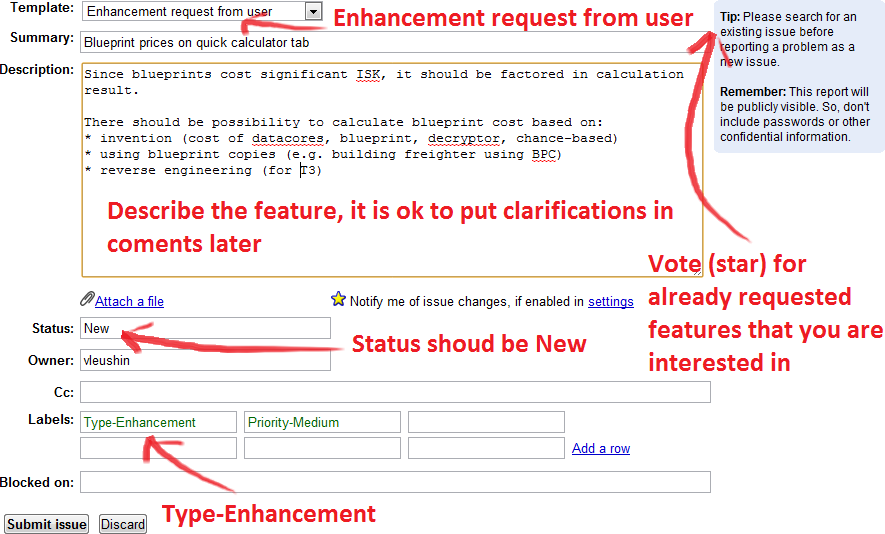 Template: Enhancement request from user
Enhancement request from user
Summary: Blueprint prices on quick calculator tab
Description: Since blueprints cost significant ISK, it should be factored in calculation
result.
There should be possibility to calculate blueprint cost based on:
* invention (cost of datacores, blueprint, decryptor, chance-based)
* using blueprint copies (e.g. building freighter using BPC)
* reverse engineering (for T3)
Describe the feature, it is ok to put clarifications in
coments later
Tip: Please search for an
existing issue before
reporting a problem as a
new issue.
Remember: This report will
be publicly visible. So, don't
include passwords or other
confidential information.
Vote (star) for
already requested
features that you are
interested in
Attach a file
Notify me of issue changes, if enabled in settings
Status: New
Status shoud be New
Owner: vleushin
Cc:
Labels: Type-Enhancement Priority-Medium
Add a row
Blocked on:
Type-Enhancement
Submit issue Discard